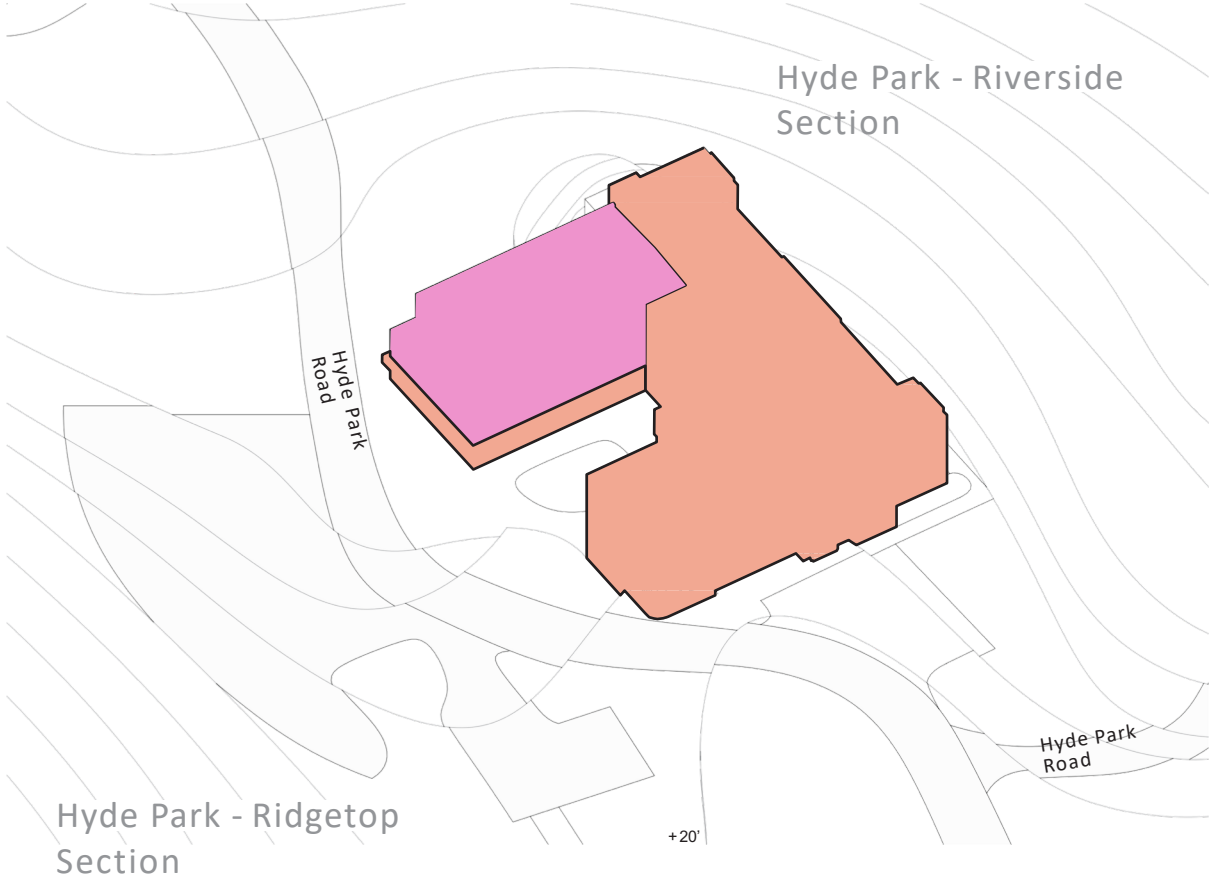 Hyde Park - Riverside
Section
Hyde Park
Road
Hyde Park
Road
Hyde Park - Ridgetop
Section
+20'